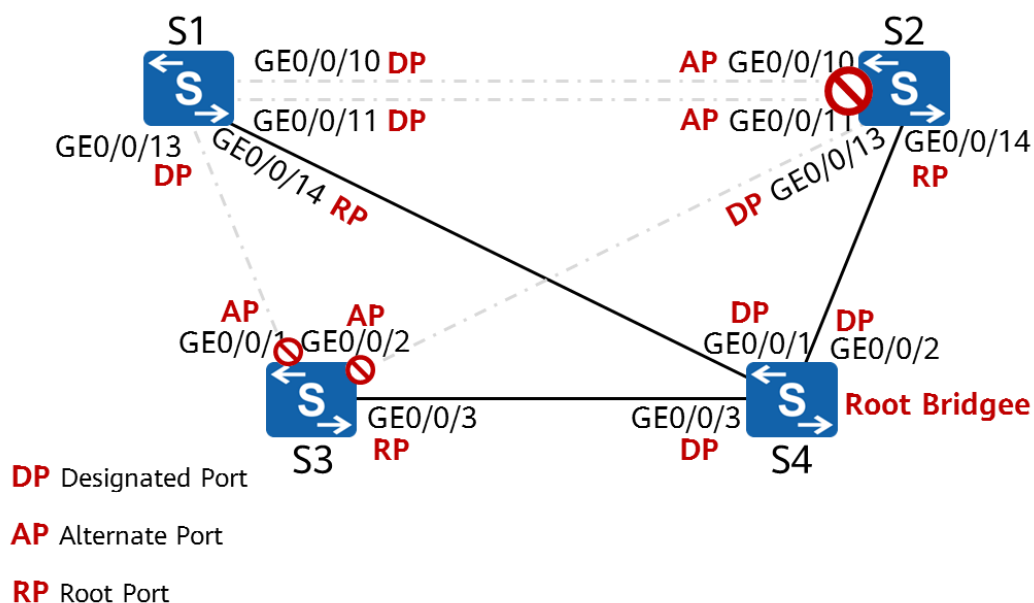 S1
S2
GE0/0/10 DP
AP GE0/0/10
S
S
GE0/0/11 DP
AP GE0/0/11
GE0/0/13
DP
GE0/0/14 RP
DP GE0/0/13
GE0/0/14
RP
AP
GE0/0/1
AP
GE0/0/2
DP
GE0/0/1
DP
GE0/0/2
S
GE0/0/3
RP
GE0/0/3
DP
S
Root Bridgee
S3
S4
DP Designated Port
AP Alternate Port
RP Root Port